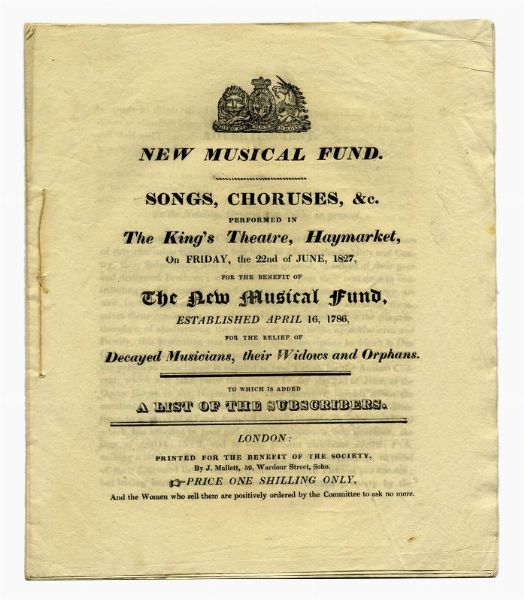 NEW MUSICAL FUND.
SONGS, CHORUSES, &c.
PERFORMED IN
The King's Theatre, Haymarket,
On FRIDAY, the 22nd of JUNE, 1827,
FOR THE BENEFIT OF
The New Musical Fund,
ESTABLISHED APRIL 16, 1786,
FOR THE RELIEF OF
Decayed Musicians, their Widows and Orphans.
TO WHICH IS ADDED
A LIST OF THE SUBSCRIBERS.
LONDON:
PRINTED FOR THE BENEFIT OF THE SOCIETY,
By J. Mallett, 59, Wardour Street, Soho.
☞PRICE ONE SHILLING ONLY,
And the Women who sell them are positively ordered by the Committee to ask no more.